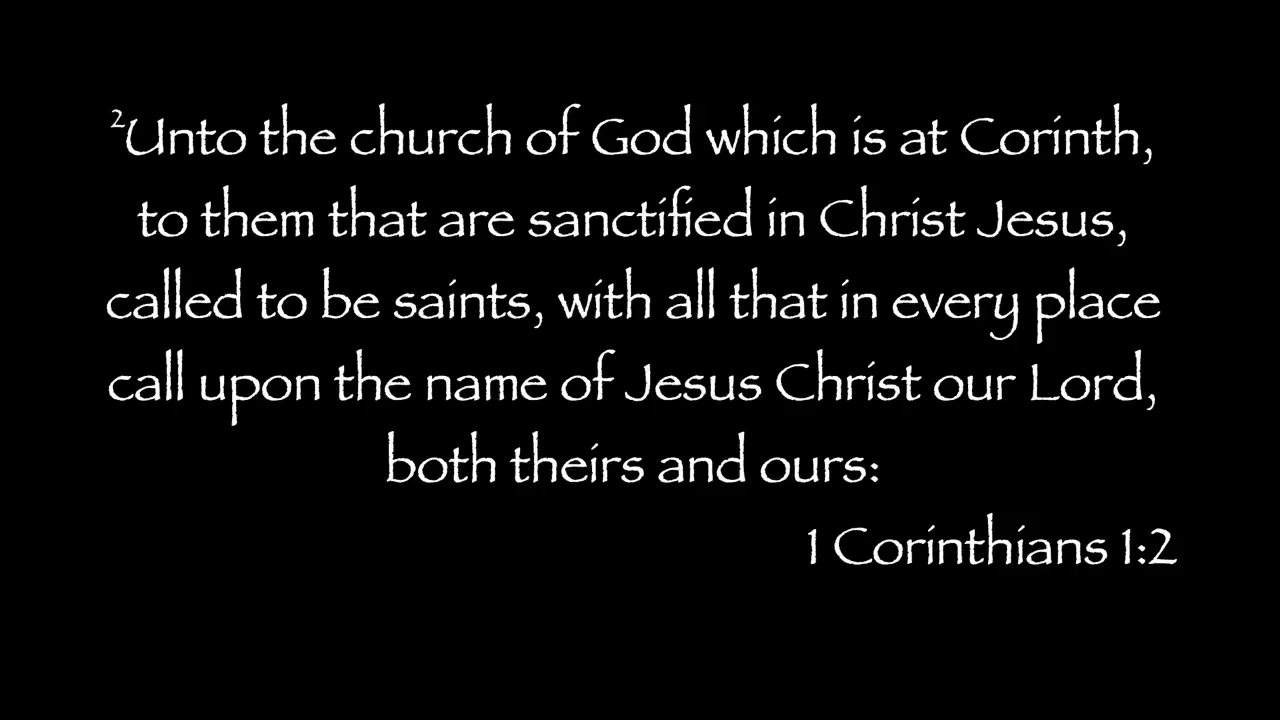 ²Unto the church of God which is at Corinth,
to them that are sanctified in Christ Jesus,
called to be saints, with all that in every place
call upon the name of Jesus Christ our Lord,
both theirs and ours:
1 Corinthians 1:2